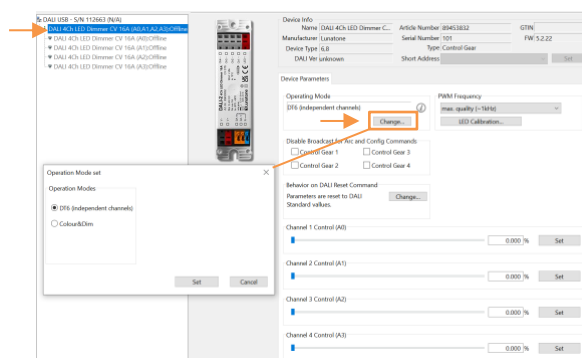 DALI USB - S/N 112663 (N/A)
DALI 4Ch LED Dimmer CV 16A (A0,A1,A2,A3):Offline
DALI 4Ch LED Dimmer CV 16A (A0):Offline
DALI 4Ch LED Dimmer CV 16A (A1):Offline
DALI 4Ch LED Dimmer CV 16A (A2):Offline
DALI 4Ch LED Dimmer CV 16A (A3):Offline
Device Info
Name DALI 4Ch LED Dimmer C... Article Number 89453832 GTIN
Manufacturer Lunatone Serial Number 101 FW 5.2.22
Device Type 6,8 Type Control Gear
DALI Ver unknown Short Address Set
Device Parameters
Operating Mode
DT6 (independent channels)
Change...
PWM Frequency
max. quality (~1kHz)
LED Calibration...
Disable Broadcast for Arc and Config Commands
Control Gear 1 Control Gear 3
Control Gear 2 Control Gear 4
Behavior on DALI Reset Command
Parameters are reset to DALI
Standard vallues.
Change...
Operation Mode set
Operation Modes
DT6 (independent channels)
Colour&Dim
Set Cancel
Channel 1 Control (A0)
0.000 % Set
Channel 2 Control (A1)
0.000 % Set
Channel 3 Control (A2)
0.000 % Set
Channel 4 Control (A3)
0.000 % Set